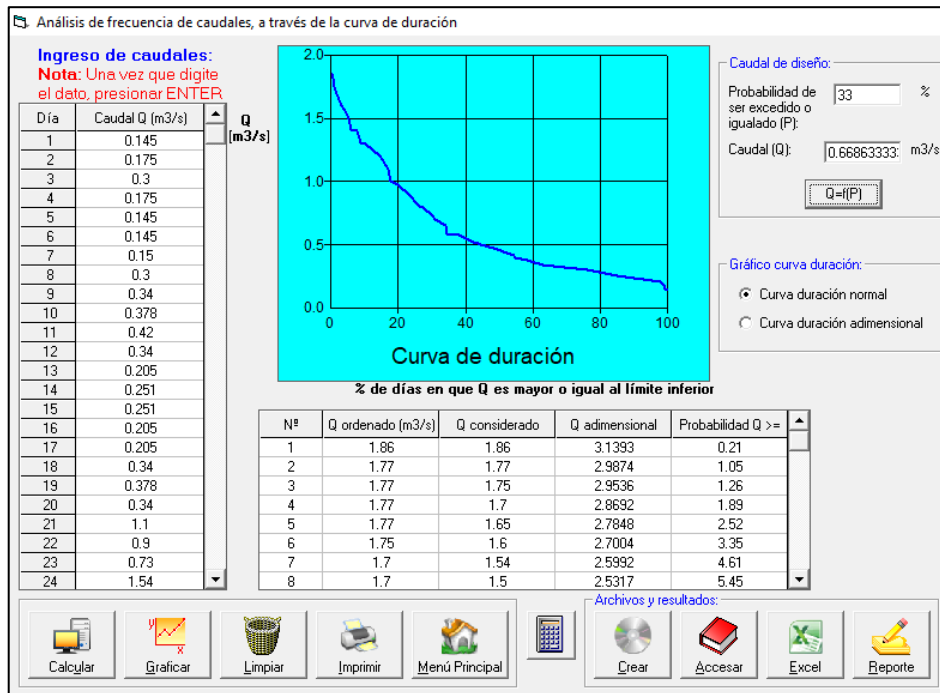 Análisis de frecuencia de caudales, a través de la curva de duración
Ingreso de caudales:
Nota: Una vez que digite
el dato, presionar ENTER
Día Caudal Q (m3/s)
1 0.145
2 0.175
3 0.3
4 0.175
5 0.145
6 0.145
7 0.15
8 0.3
9 0.34
10 0.378
11 0.42
12 0.34
13 0.205
14 0.251
15 0.251
16 0.205
17 0.205
18 0.34
19 0.378
20 0.34
21 1.1
22 0.9
23 0.73
24 1.54
Q
[m3/s]
2.0
1.5
1.0
0.5
0.0
0 20 40 60 80 100
Curva de duración
% de días en que Q es mayor o igual al límite inferior
Caudal de diseño:
Probabilidad de
ser excedido o
igualado (P):
33 %
Caudal (Q): 0.66863333 m3/s
Q=f(P)
Gráfico curva duración:
Curva duración normal
Curva duración adimensional
Nº Q ordenado (m3/s) Q considerado Q adimensional Probabilidad Q >=
1 1.86 1.86 3.1393 0.21
2 1.77 1.77 2.9874 1.05
3 1.77 1.75 2.9536 1.26
4 1.77 1.7 2.8692 1.89
5 1.77 1.65 2.7848 2.52
6 1.75 1.6 2.7004 3.35
7 1.7 1.54 2.5992 4.61
8 1.7 1.5 2.5317 5.45
Calcular
Graficar
Limpiar
Imprimir
Menú Principal
Archivos y resultados:
Crear
Accesar
Excel
Reporte